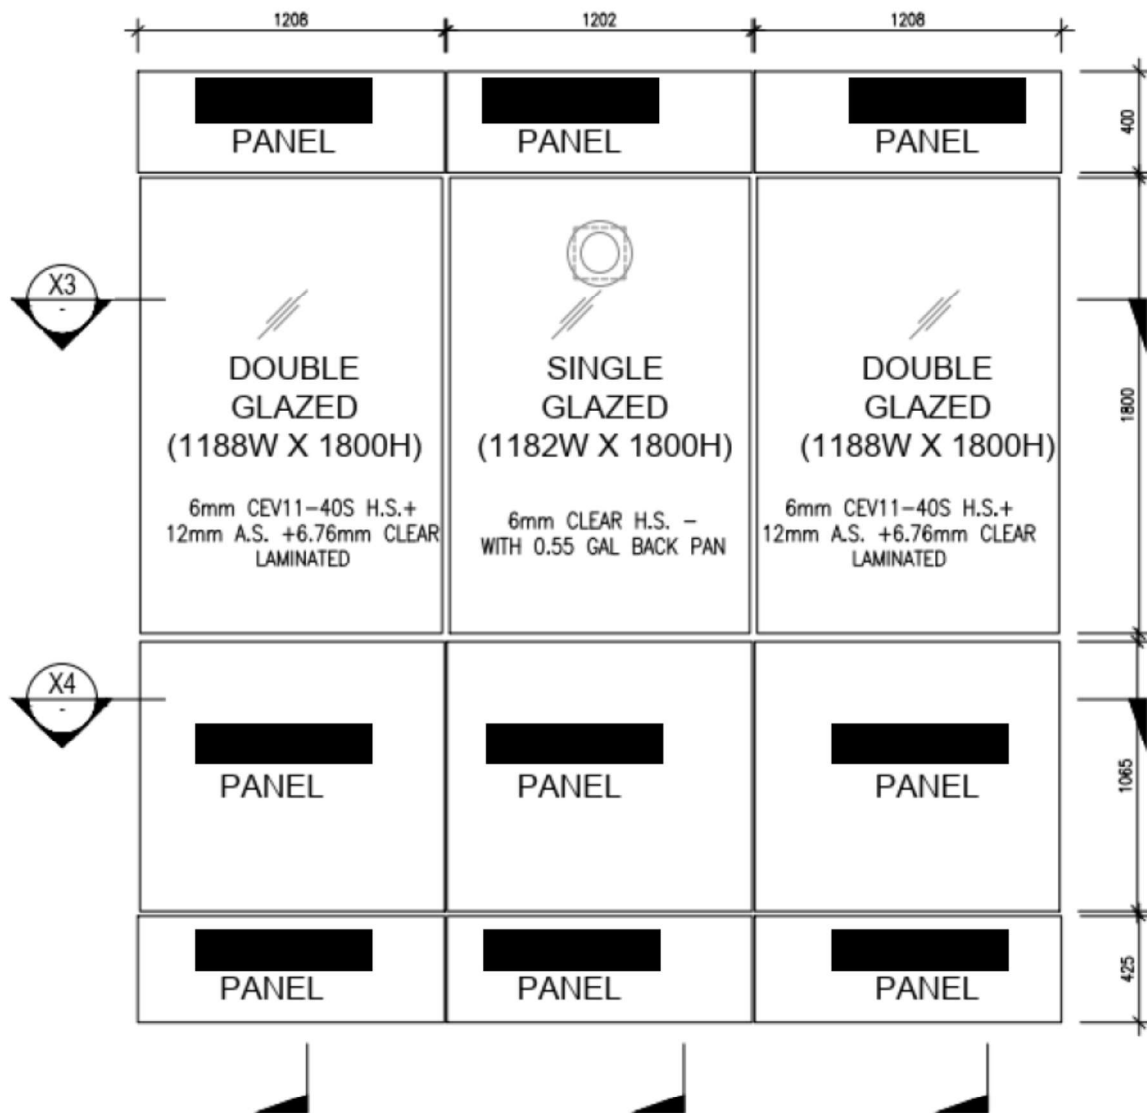 1208 1202 1208
PANEL PANEL PANEL
400
X3
-
DOUBLE
GLAZED
(1188W X 1800H)
6mm CEV11-40S H.S.+
12mm A.S. +6.76mm CLEAR
LAMINATED
SINGLE
GLAZED
(1182W X 1800H)
6mm CLEAR H.S. -
WITH 0.55 GAL BACK PAN
DOUBLE
GLAZED
(1188W X 1800H)
6mm CEV11-40S H.S.+
12mm A.S. +6.76mm CLEAR
LAMINATED
1800
X4
-
PANEL PANEL PANEL
1065
PANEL PANEL PANEL
425